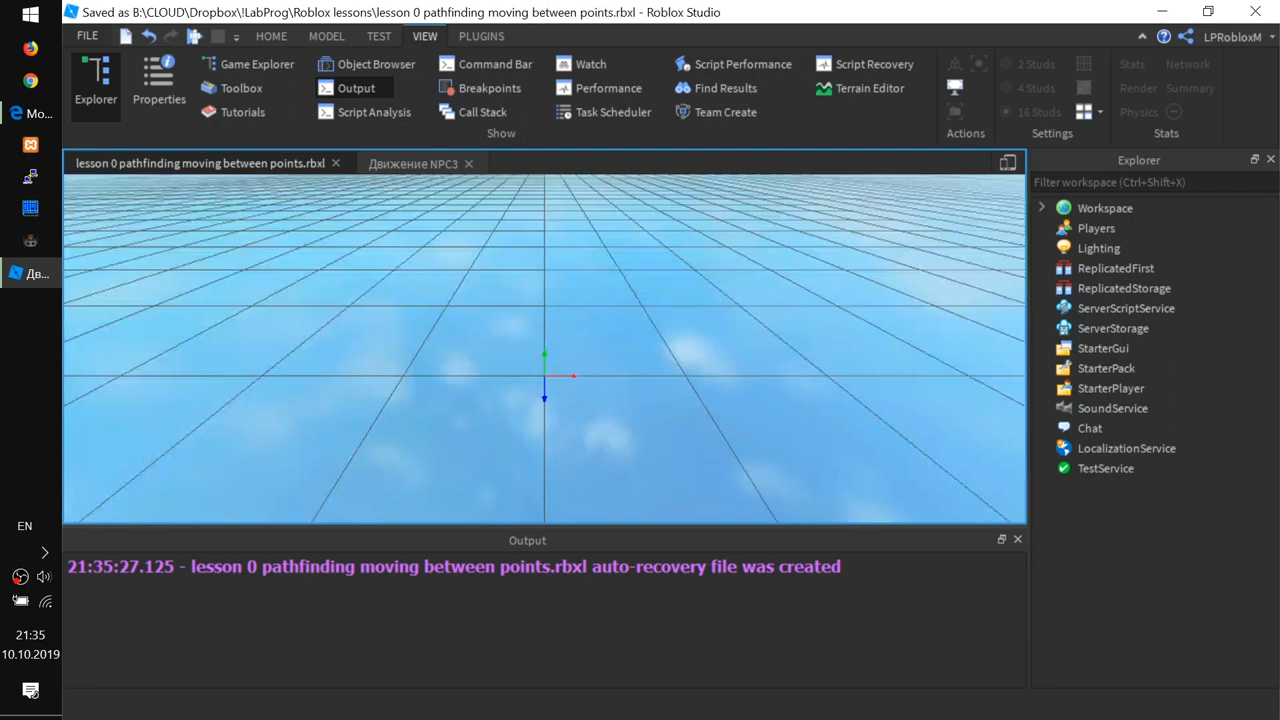 Saved as B:\CLOUD\Dropbox\!LabProg\Roblox lessons\lesson 0 pathfinding moving between points.rbxl - Roblox Studio
FILE HOME MODEL TEST VIEW PLUGINS LPRobloxM
Explorer
Properties
Game Explorer
Toolbox
Tutorials
Object Browser
Output
Script Analysis
Command Bar
Breakpoints
Call Stack
Watch
Performance
Task Scheduler
Script Performance
Find Results
Team Create
Script Recovery
Terrain Editor
Show
Actions
2 Studs
4 Studs
16 Studs
Settings
Stats Network
Render Summary
Physics
Stats
lesson 0 pathfinding moving between points.rbxl
Движение NPC3
Explorer
Filter workspace (Ctrl+Shift+X)
Workspace
Players
Lighting
ReplicatedFirst
ReplicatedStorage
ServerScriptService
ServerStorage
StarterGui
StarterPack
StarterPlayer
SoundService
Chat
LocalizationService
TestService
Output
21:35:27.125 - lesson 0 pathfinding moving between points.rbxl auto-recovery file was created
Mo...
Дв...
EN
21:35
10.10.2019